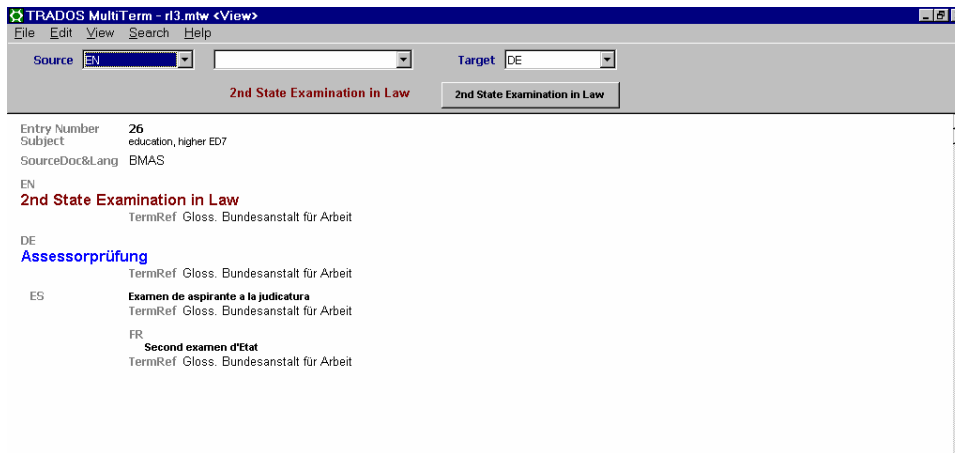 TRADOS MultiTerm - rl3.mtw <View>
File Edit View Search Help
Source EN Target DE
2nd State Examination in Law 2nd State Examination in Law
Entry Number 26
Subject education, higher ED7
SourceDoc&Lang BMAS
EN
2nd State Examination in Law
TermRef Gloss. Bundesanstalt für Arbeit
DE
Assessorprüfung
TermRef Gloss. Bundesanstalt für Arbeit
ES Examen de aspirante a la judicatura
TermRef Gloss. Bundesanstalt für Arbeit
FR
Second examen d'Etat
TermRef Gloss. Bundesanstalt für Arbeit